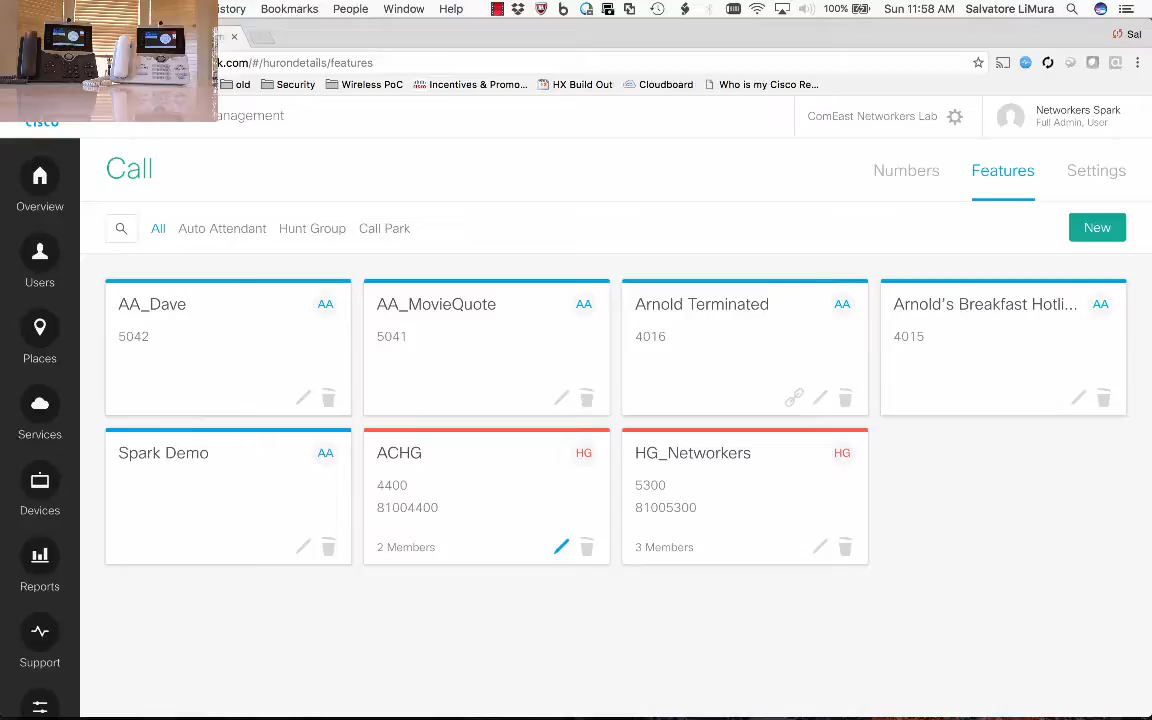 istory Bookmarks People Window Help 100% Sun 11:58 AM Salvatore LiMura
Sal
k.com/#/hurondetails/features
old Security Wireless PoC Incentives & Promo... HX Build Out Cloudboard Who is my Cisco Re...
CISCO anagement ComEast Networkers Lab Networkers Spark
Full Admin, User
Call Numbers Features Settings
All Auto Attendant Hunt Group Call Park New
Overview
Users
Places
Services
Devices
Reports
Support
AA_Dave AA
5042
AA_MovieQuote AA
5041
Arnold Terminated AA
4016
Arnold's Breakfast Hotli... AA
4015
Spark Demo AA
ACHG HG
4400
81004400
2 Members
HG_Networkers HG
5300
81005300
3 Members